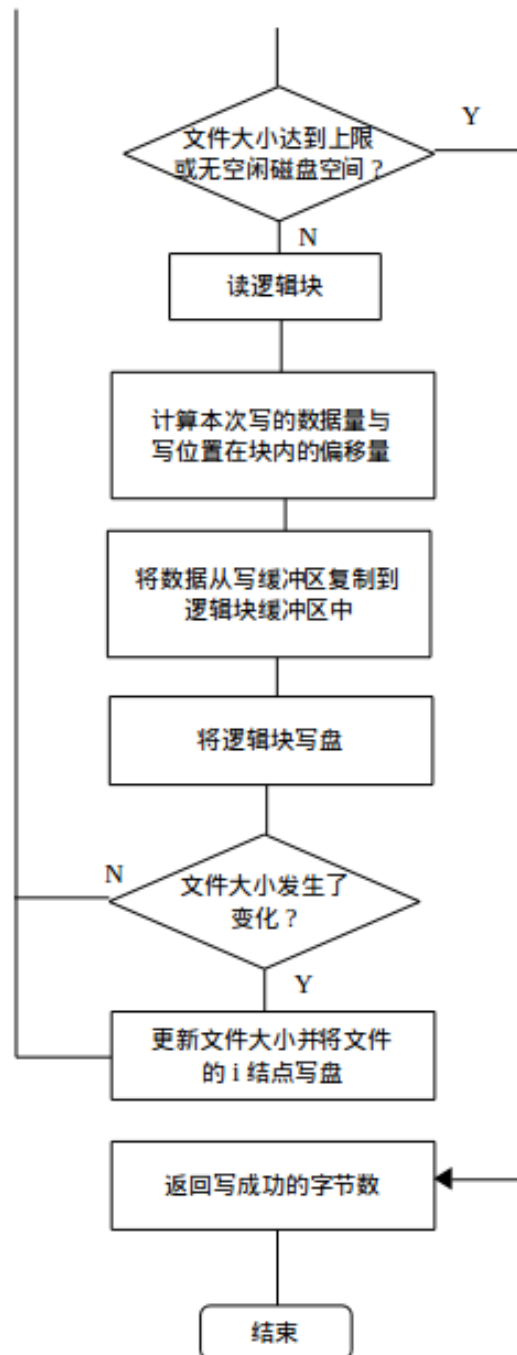 Y
文件大小达到上限
或无空闲磁盘空间？
N
读逻辑块
计算本次写的数据量与
写位置在块内的偏移量
将数据从写缓冲区复制到
逻辑块缓冲区中
将逻辑块写盘
N
文件大小发生了
变化？
Y
更新文件大小并将文件
的 i 结点写盘
返回写成功的字节数
结束